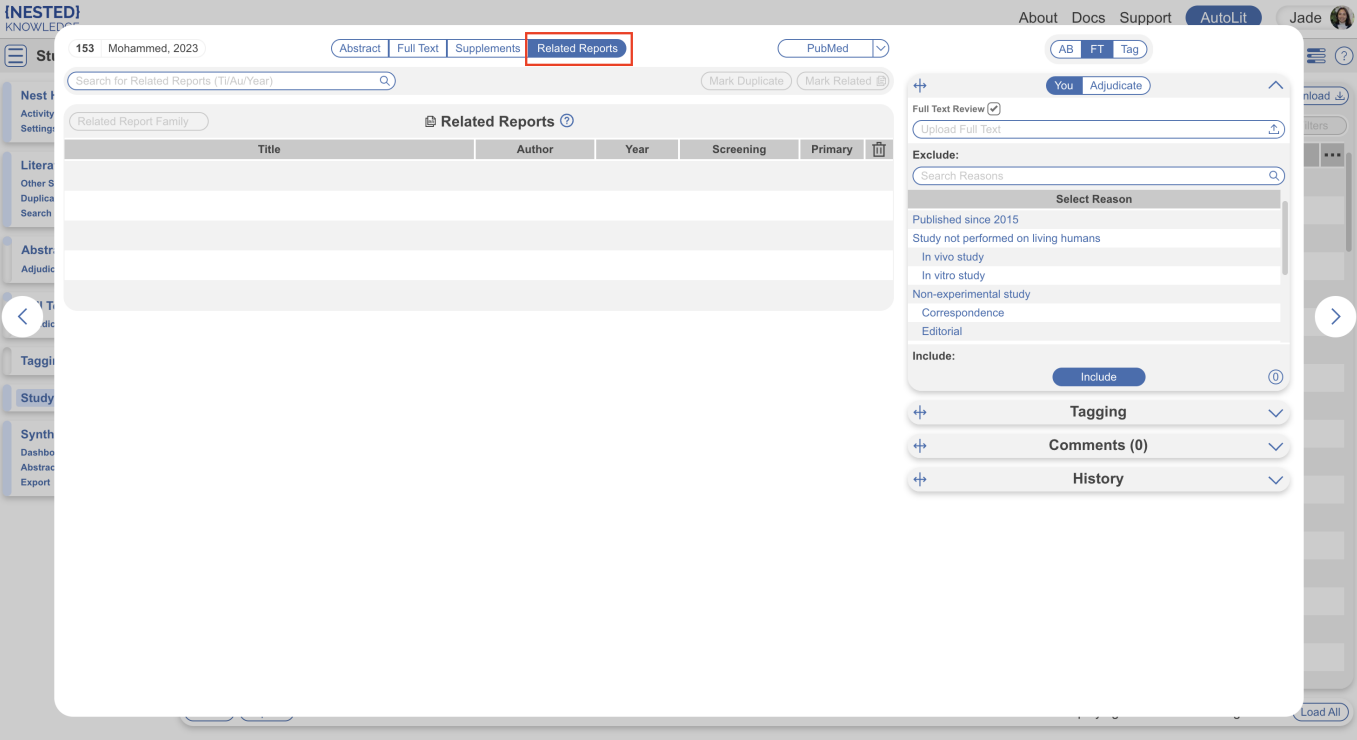 {NESTED}
KNOWLEDGE
About Docs Support AutoLit Jade
153 Mohammed, 2023
Abstract Full Text Supplements Related Reports
PubMed
AB FT Tag
Search for Related Reports (Ti/Au/Year)
Mark Duplicate Mark Related
Related Report Family
Related Reports ?
Title Author Year Screening Primary
You Adjudicate
Full Text Review
Upload Full Text
Exclude:
Search Reasons
Select Reason
Published since 2015
Study not performed on living humans
In vivo study
In vitro study
Non-experimental study
Correspondence
Editorial
Include:
Include 0
Tagging
Comments (0)
History
Nest
Activity
Settings
Litera
Other S
Duplica
Search
Abstr
Adjudic
Taggi
Study
Synth
Dashbo
Abstrac
Export
nload
?
ilters
Load All